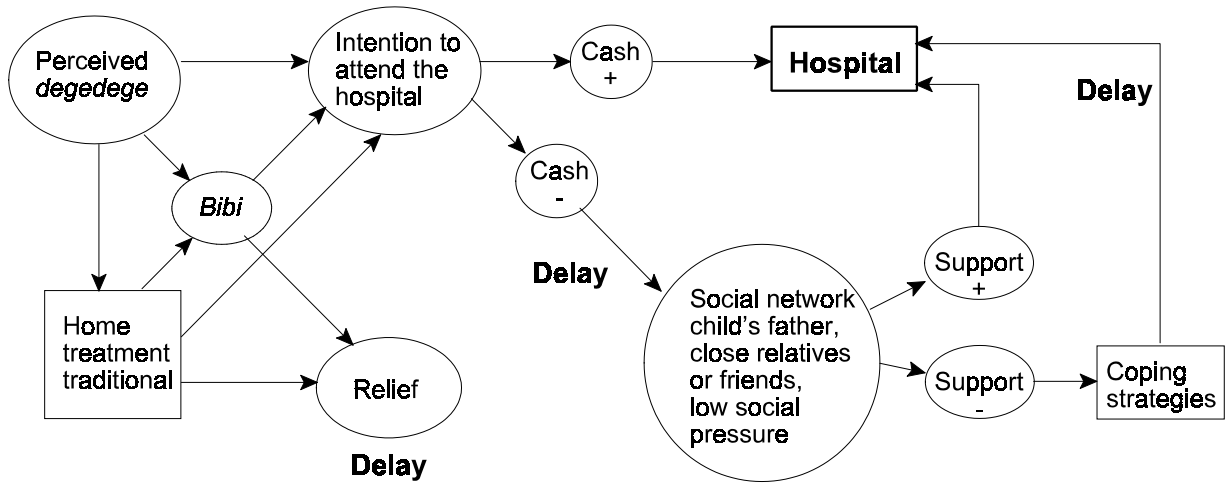 Perceived
degedege
Intention to
attend the
hospital
Cash
+
Hospital
Delay
Cash
-
Bibi
Delay
Home
treatment
traditional
Relief
Delay
Social network
child's father,
close relatives
or friends,
low social
pressure
Support
+
Support
-
Coping
strategies